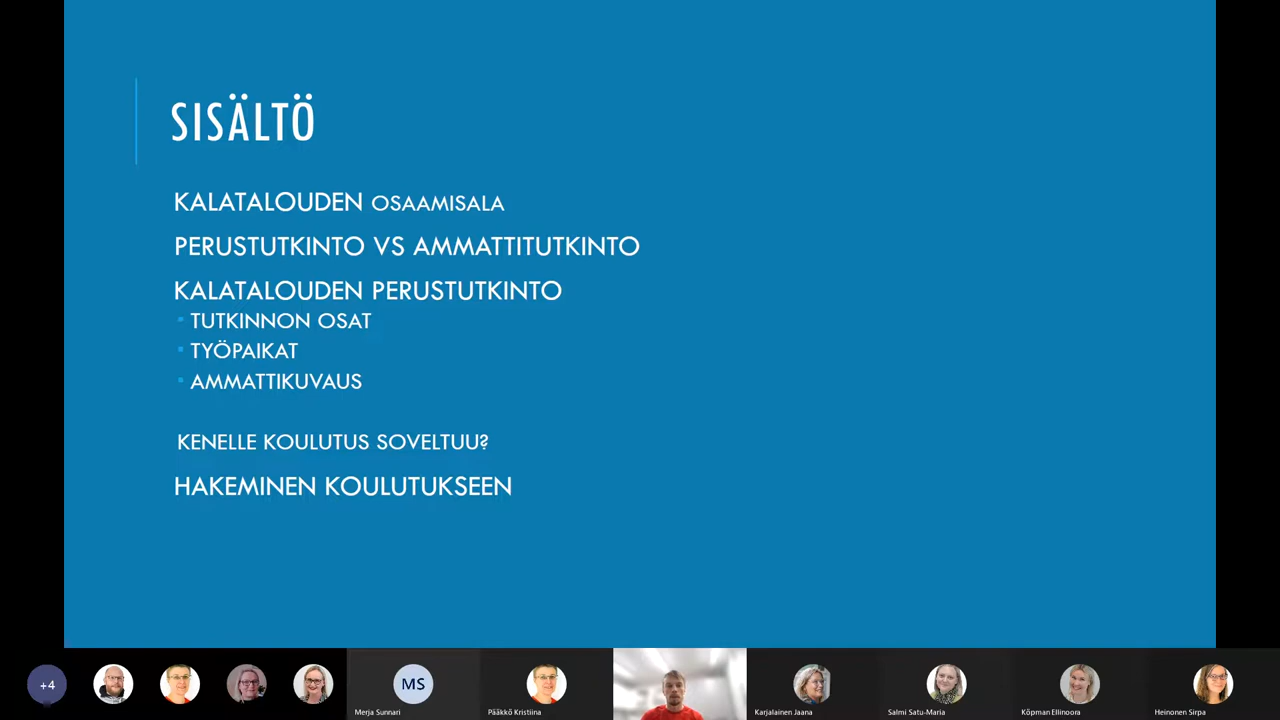 SISÄLTÖ
KALATALOUDEN OSAAMISALA
PERUSTUTKINTO VS AMMATTITUTKINTO
KALATALOUDEN PERUSTUTKINTO
TUTKINNON OSAT
TYÖPAIKAT
AMMATTIKUVAUS
KENELLE KOULUTUS SOVELTUU?
HAKEMINEN KOULUTUKSEEN
+4
MS
Merja Sunnari
Pääkkö Kristiina
Karjalainen Jaana
Salmi Satu-Maria
Köpman Ellinoora
Heinonen Sirpa